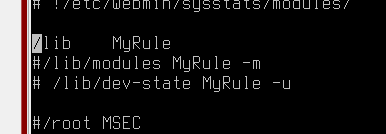 # !/etc/webmin/sysstats/modules/
/lib    MyRule
#/lib/modules MyRule -m
# /lib/dev-state MyRule -u
#/root MSEC